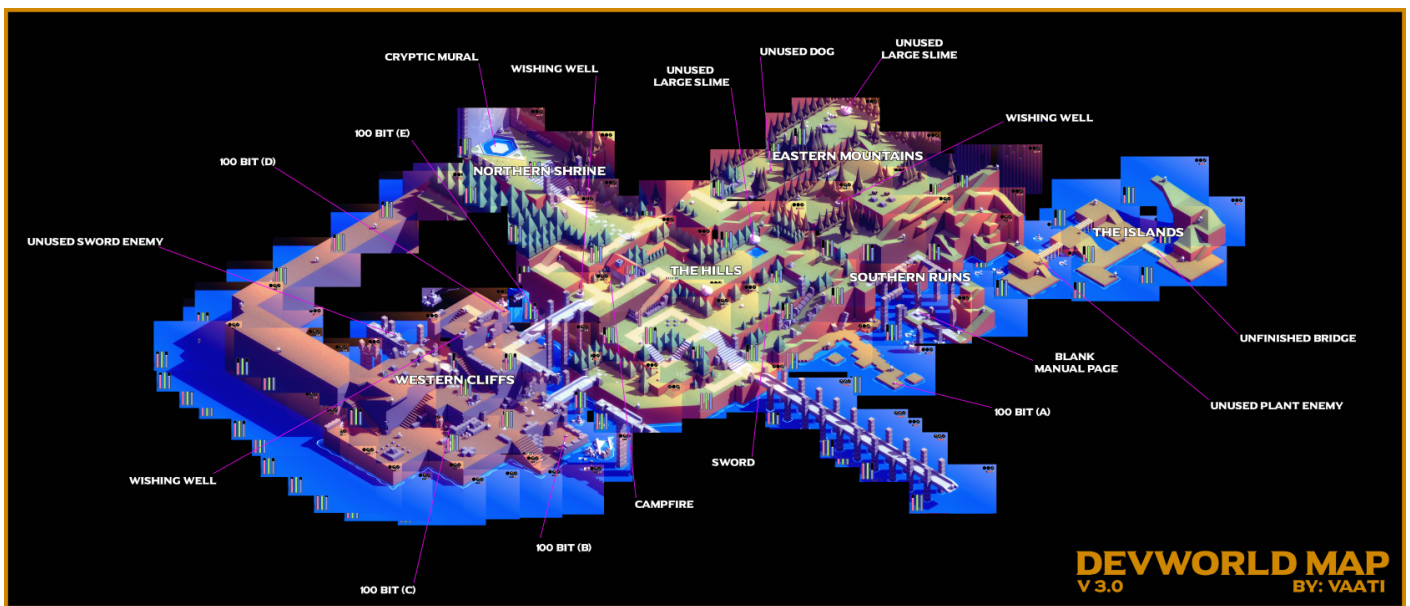 UNUSED DOG
UNUSED
LARGE SLIME
CRYPTIC MURAL
WISHING WELL
UNUSED
LARGE SLIME
WISHING WELL
100 BIT (E)
100 BIT (D)
EASTERN MOUNTAINS
NORTHERN SHRINE
UNUSED SWORD ENEMY
THE ISLANDS
THE HILLS
SOUTHERN RUINS
UNFINISHED BRIDGE
BLANK
MANUAL PAGE
WESTERN CLIFFS
UNUSED PLANT ENEMY
100 BIT (A)
SWORD
WISHING WELL
CAMPFIRE
100 BIT (B)
100 BIT (C)
DEVWORLD MAP
V 3.0
BY: VAATI